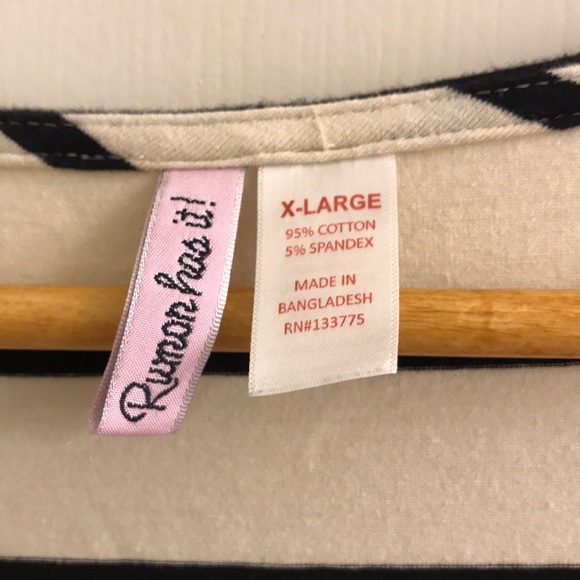 Rumor has it!
X-LARGE
95% COTTON
5% SPANDEX
MADE IN
BANGLADESH
RN#133775